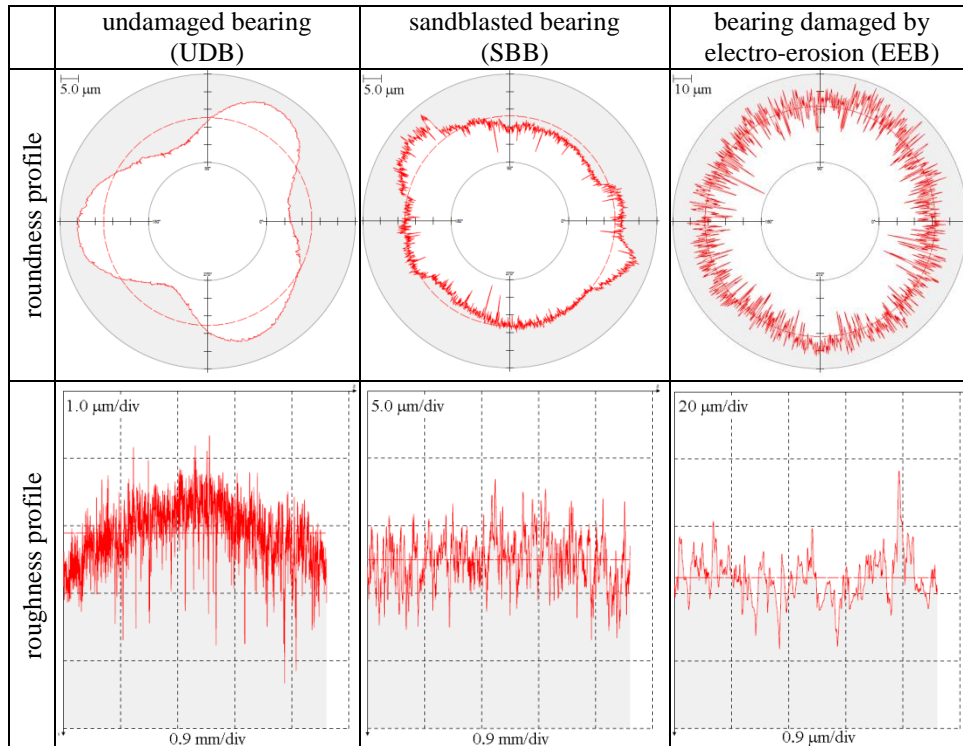 undamaged bearing
(UDB)
sandblasted bearing
(SBB)
bearing damaged by
electro-erosion (EEB)
roundness profile
5.0 μm
5.0 μm
10 μm
roughness profile
1.0 μm/div
5.0 μm/div
20 μm/div
0.9 mm/div
0.9 mm/div
0.9 μm/div